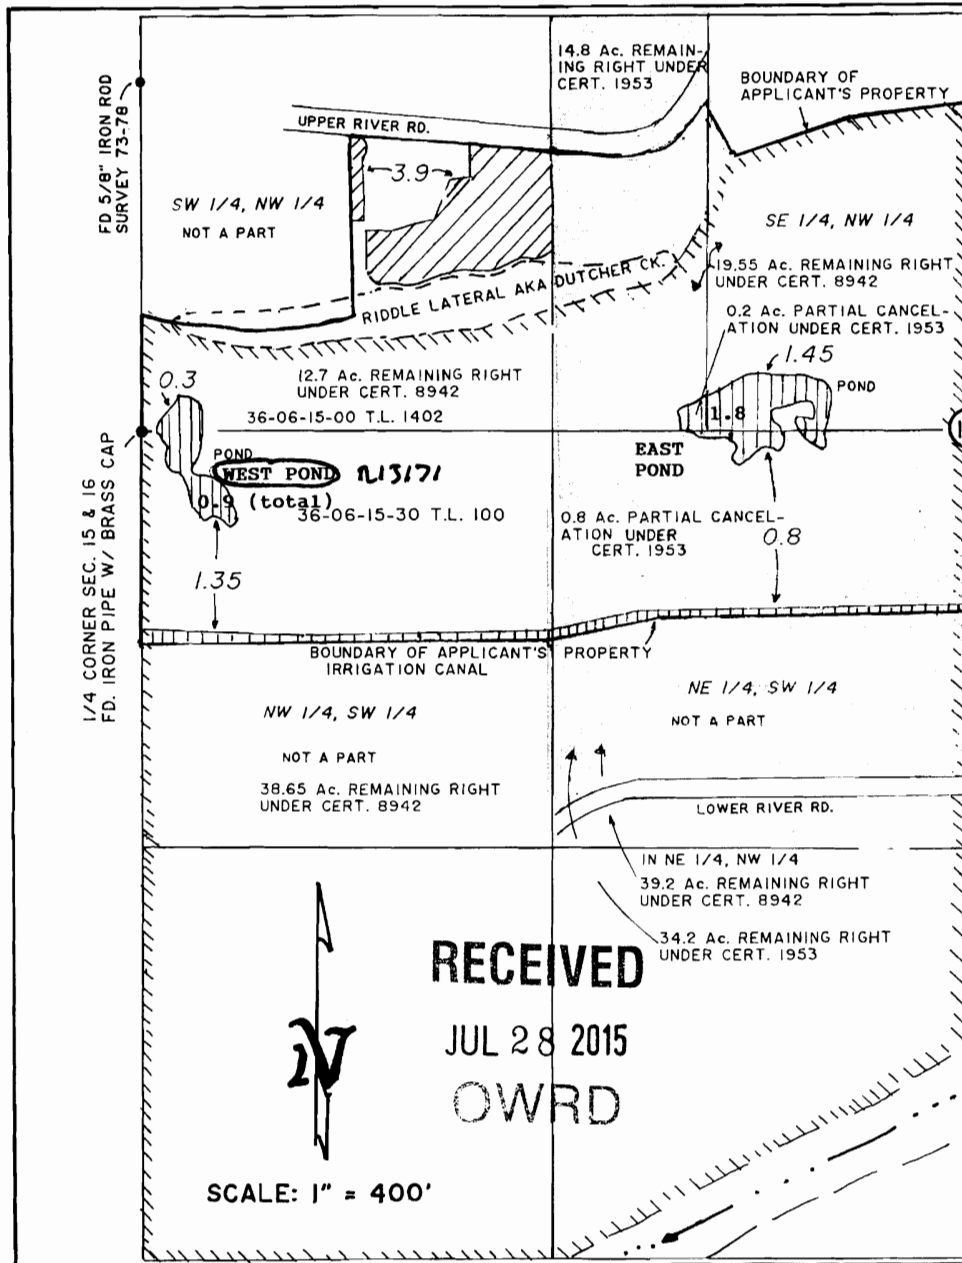 14.8 Ac. REMAIN-
ING RIGHT UNDER
CERT. 1953
BOUNDARY OF
APPLICANT'S PROPERTY
FD 5/8" IRON ROD
SURVEY 73-78
UPPER RIVER RD.
3.9
SW 1/4, NW 1/4
NOT A PART
SE 1/4, NW 1/4
19.55 Ac. REMAINING RIGHT
UNDER CERT. 8942
RIDDLE LATERAL AKA DUTCHER CK.
0.2 Ac. PARTIAL CANCEL-
ATION UNDER CERT. 1953
1.45
POND
0.3
12.7 Ac. REMAINING RIGHT
UNDER CERT. 8942
36-06-15-00 T.L. 1402
1.8
EAST
POND
1/4 CORNER SEC. 15 & 16
FD. IRON PIPE W/ BRASS CAP
POND
WEST POND
0.9 (total)
36-06-15-30 T.L. 100
0.8 Ac. PARTIAL CANCEL-
ATION UNDER
CERT. 1953
0.8
1.35
BOUNDARY OF APPLICANT'S PROPERTY
IRRIGATION CANAL
NW 1/4, SW 1/4
NOT A PART
38.65 Ac. REMAINING RIGHT
UNDER CERT. 8942
NE 1/4, SW 1/4
NOT A PART
LOWER RIVER RD.
IN NE 1/4, NW 1/4
39.2 Ac. REMAINING RIGHT
UNDER CERT. 8942
34.2 Ac. REMAINING RIGHT
UNDER CERT. 1953
RECEIVED
JUL 28 2015
OWRD
N
SCALE: 1" = 400'